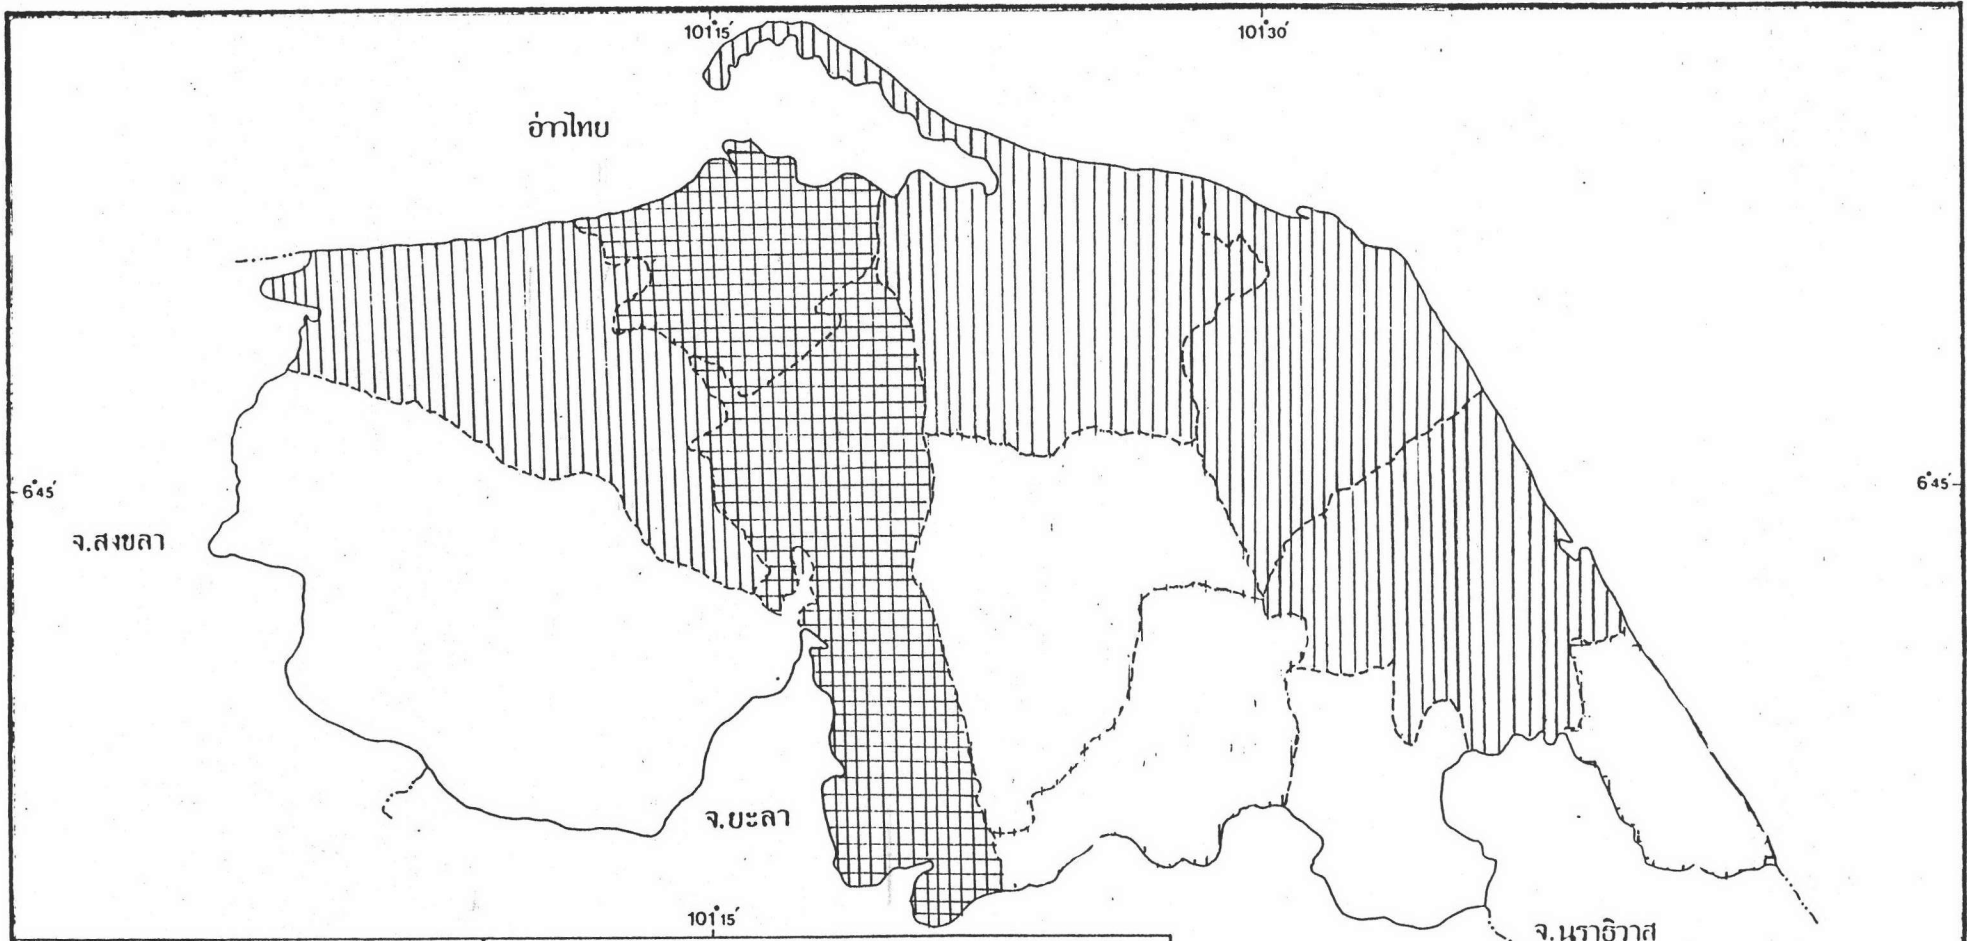 101°15′ 101°30′
อ่าวไทย
6°45′ 6°45′
จ.สงขลา
จ.ยะลา
101°15′
จ.นราธิวาส